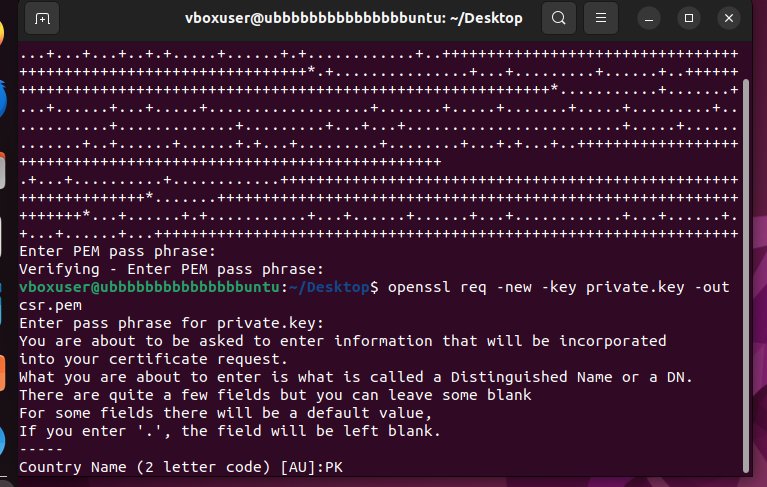 vboxuser@ubbbbbbbbbbbbbbbbuntu: ~/Desktop
...+...+...+..+.+.....+......+.+............+..+++++++++++++++++++++++++++++++++
++++++++++++++++++++++++++++++++*.+...............+...+.........+......+..++++++
+++++++++++++++++++++++++++++++++++++++++++++++++++++++++++*...........+.......+
...+......+...+.....+..................+.......+.....+.......+.....+.........+..
..........+.............+.........+...+...+........................+.....+......
.......+..+......+......+.+...+.........+........+...+.+...+..++++++++++++++++++
+++++++++++++++++++++++++++++++++++++++++++++++
.+...+..........+............+++++++++++++++++++++++++++++++++++++++++++++++++++
++++++++++++++*.......++++++++++++++++++++++++++++++++++++++++++++++++++++++++++
+++++++*...+......+.+...........+...+......+......+...+............+...+......+.
.+...+......+...++++++++++++++++++++++++++++++++++++++++++++++++++++++++++++++++
Enter PEM pass phrase:
Verifying - Enter PEM pass phrase:
vboxuser@ubbbbbbbbbbbbbbbbuntu:~/Desktop$ openssl req -new -key private.key -out
csr.pem
Enter pass phrase for private.key:
You are about to be asked to enter information that will be incorporated
into your certificate request.
What you are about to enter is what is called a Distinguished Name or a DN.
There are quite a few fields but you can leave some blank
For some fields there will be a default value,
If you enter '.', the field will be left blank.
-----
Country Name (2 letter code) [AU]:PK